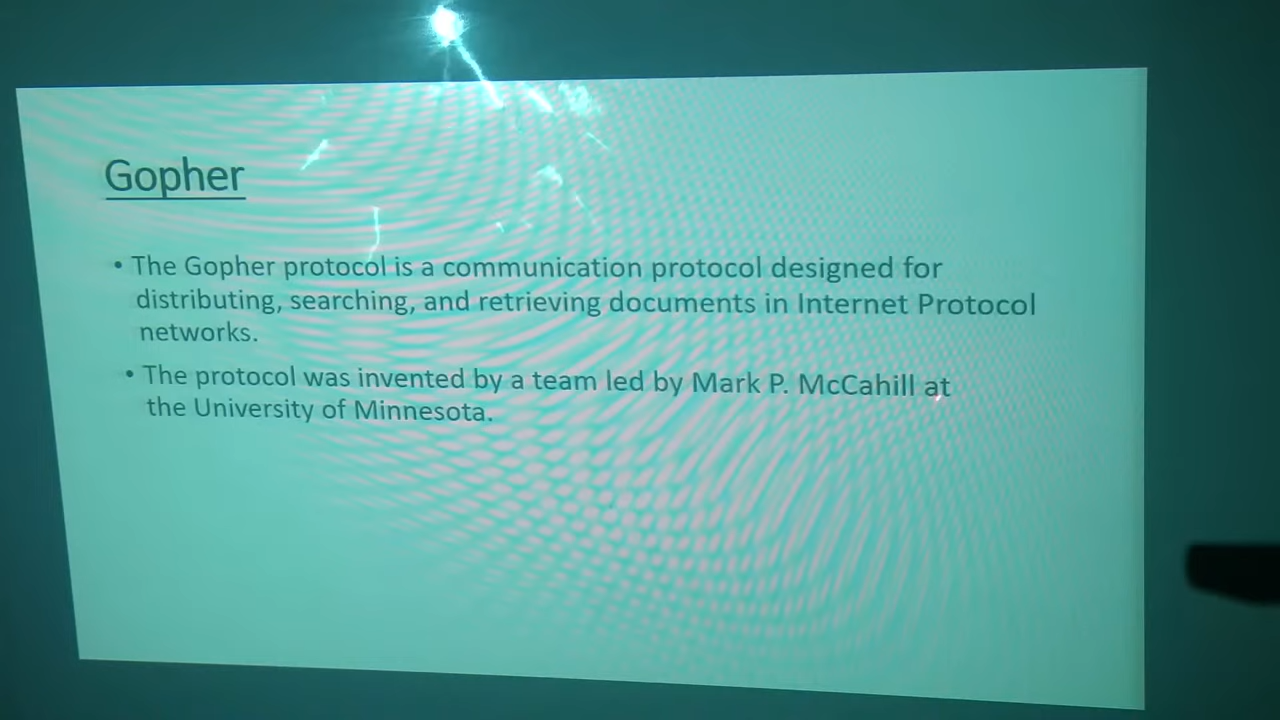 Gopher
• The Gopher protocol is a communication protocol designed for
distributing, searching, and retrieving documents in Internet Protocol
networks.
• The protocol was invented by a team led by Mark P. McCahill at
the University of Minnesota.